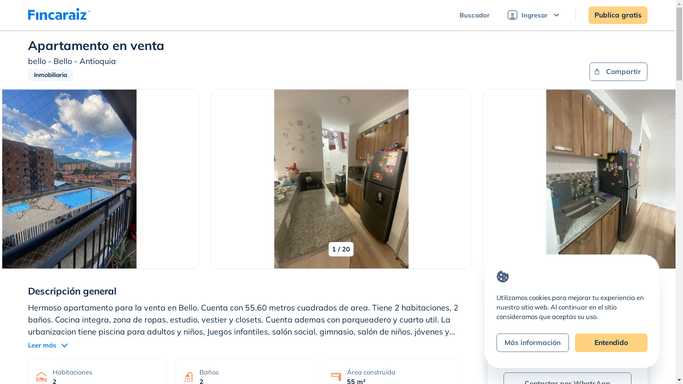 Fincaraiz
Buscador
Ingresar
Publica gratis
Apartamento en venta
bello - Bello - Antioquia
Inmobiliaria
Compartir
1 / 20
Descripción general
Hermoso apartamento para la venta en Bello. Cuenta con 55.60 metros cuadrados de area. Tiene 2 habitaciones, 2
baños. Cocina integra, zona de ropas, estudio, vestier y closets. Cuenta ademas con parqueadero y cuarto util. La
urbanizacion tiene piscina para adultos y niños, Juegos infantiles, salón social, gimnasio, salón de niños, jóvenes y...
Leer más
Habitaciones
2
Baños
2
Área construida
55 m²
Utilizamos cookies para mejorar tu experiencia en
nuestro sitio web. Al continuar en el sitio
consideramos que aceptas su uso.
Más información
Entendido
Contactar por WhatsApp